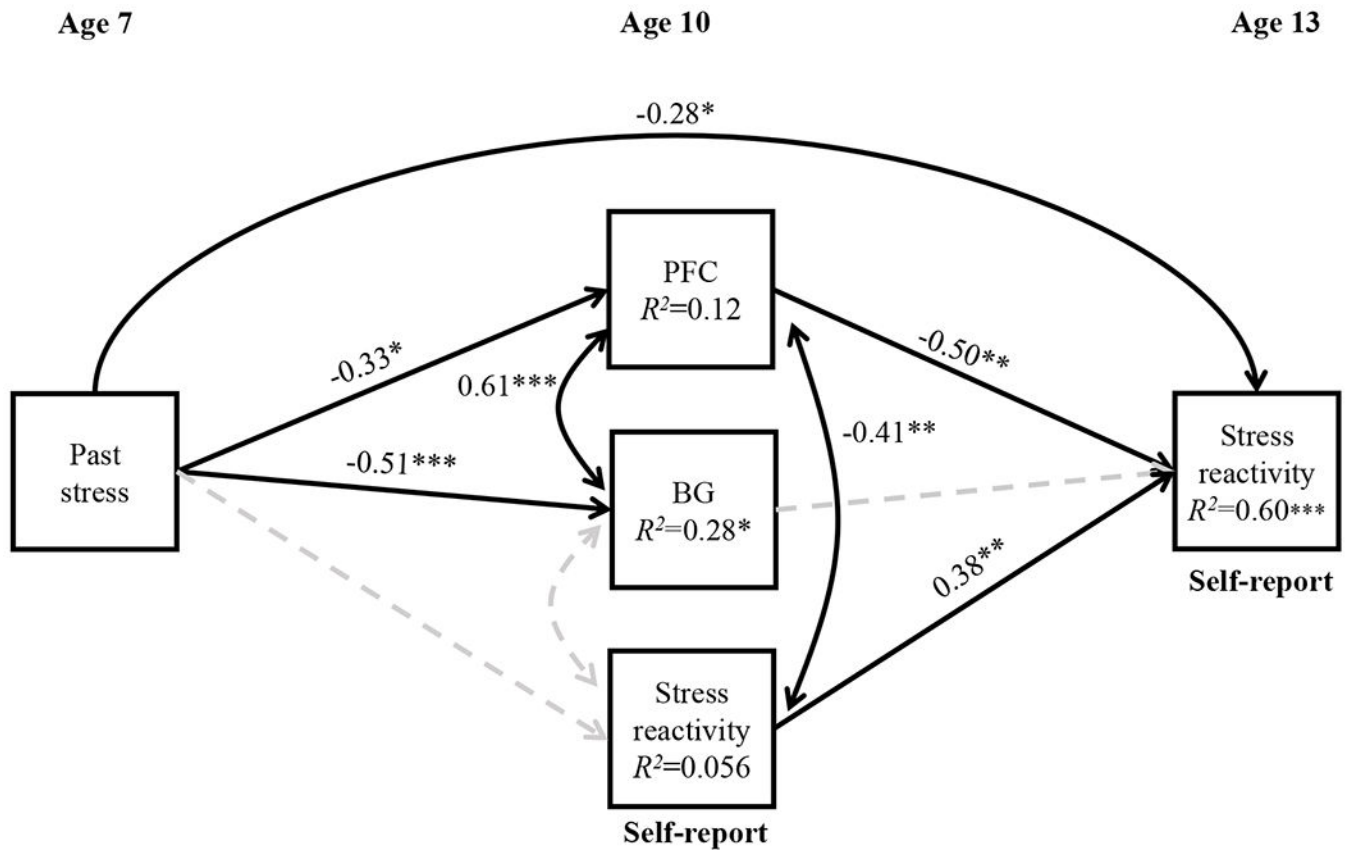 Age 7
Age 10
Age 13
-0.28*
PFC
R²=0.12
-0.33*
-0.50**
0.61***
-0.41**
Past
stress
-0.51***
BG
R²=0.28*
Stress
reactivity
R²=0.60***
Self-report
0.38**
Stress
reactivity
R²=0.056
Self-report